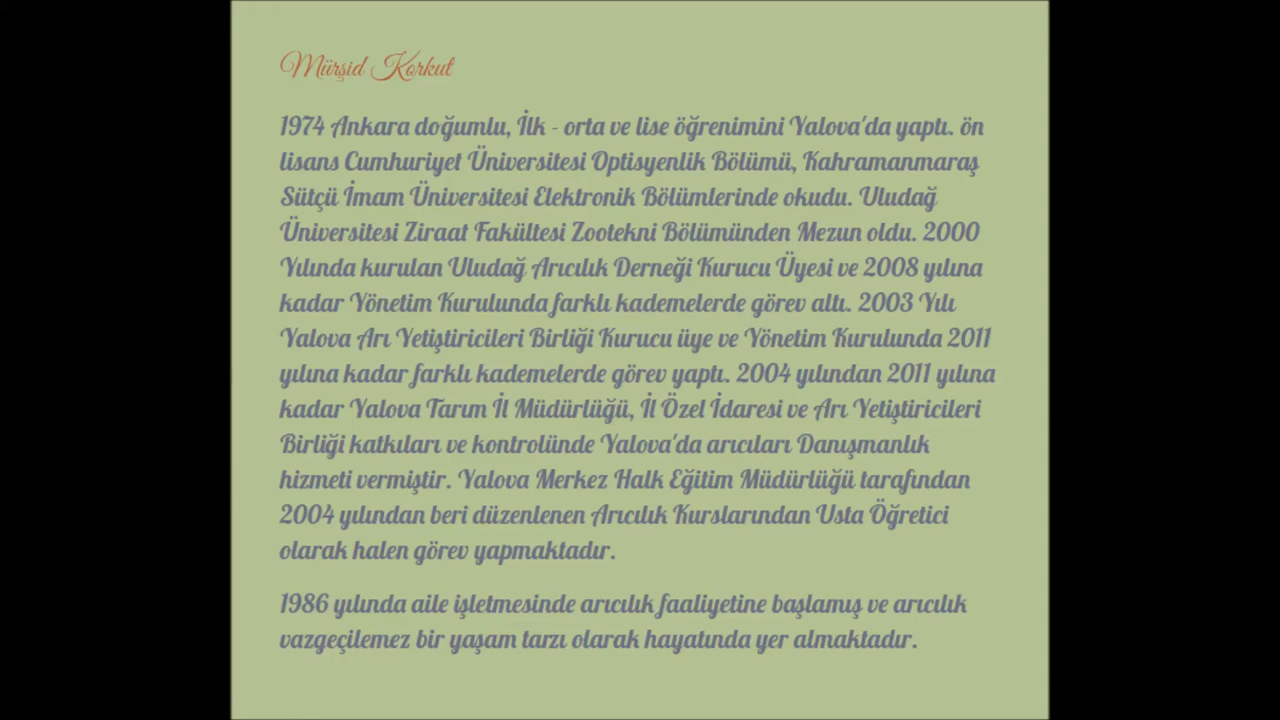 Mürşid Korkut
1974 Ankara doğumlu, İlk - orta ve lise öğrenimini Yalova'da yaptı. ön
lisans Cumhuriyet Üniversitesi Optisyenlik Bölümü, Kahramanmaraş
Sütçü İmam Üniversitesi Elektronik Bölümlerinde okudu. Uludağ
Üniversitesi Ziraat Fakültesi Zootekni Bölümünden Mezun oldu. 2000
Yılında kurulan Uludağ Arıcılık Derneği Kurucu Üyesi ve 2008 yılına
kadar Yönetim Kurulunda farklı kademelerde görev altı. 2003 Yılı
Yalova Arı Yetiştiricileri Birliği Kurucu üye ve Yönetim Kurulunda 2011
yılına kadar farklı kademelerde görev yaptı. 2004 yılından 2011 yılına
kadar Yalova Tarım İl Müdürlüğü, İl Özel İdaresi ve Arı Yetiştiricileri
Birliği katkıları ve kontrolünde Yalova'da arıcıları Danışmanlık
hizmeti vermiştir. Yalova Merkez Halk Eğitim Müdürlüğü tarafından
2004 yılından beri düzenlenen Arıcılık Kurslarından Usta Öğretici
olarak halen görev yapmaktadır.
1986 yılında aile işletmesinde arıcılık faaliyetine başlamış ve arıcılık
vazgeçilemez bir yaşam tarzı olarak hayatında yer almaktadır.